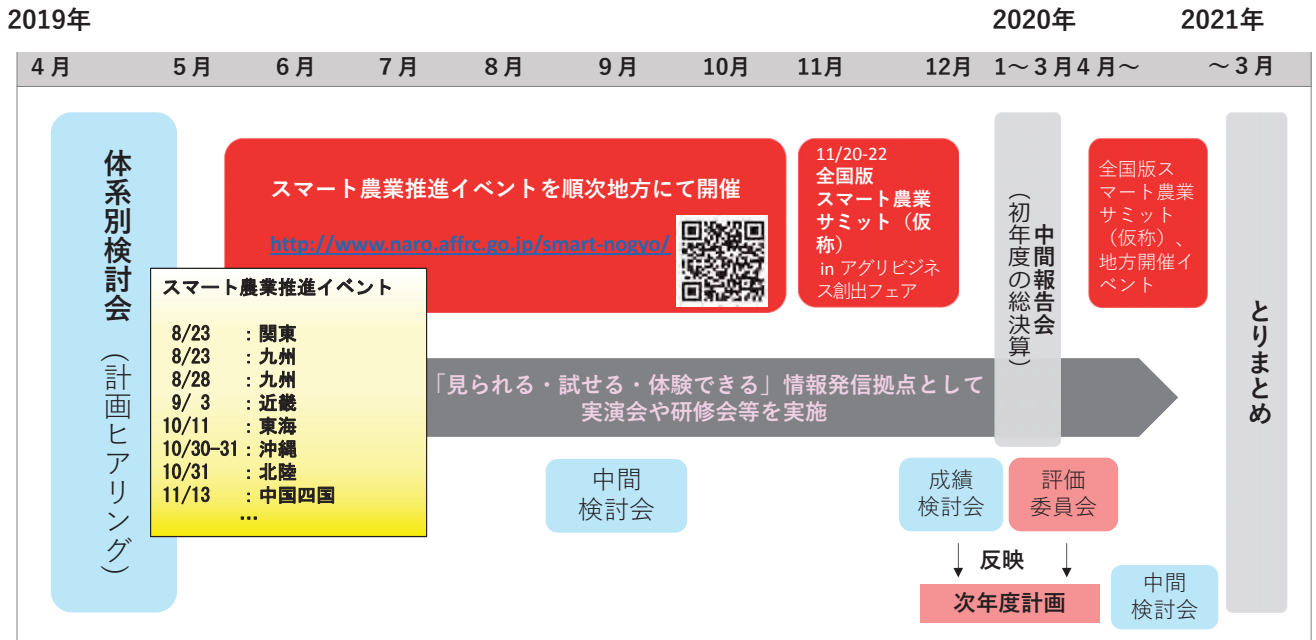 2019年
2020年
2021年
4月 5月 6月 7月 8月 9月 10月 11月 12月 1～3月 4月～ ～3月
体系別検討会（計画ヒアリング）
スマート農業推進イベントを順次地方にて開催
http://www.naro.affrc.go.jp/smart-nogyo/
スマート農業推進イベント
8/23 ：関東
8/23 ：九州
8/28 ：九州
9/ 3 ：近畿
10/11 ：東海
10/30-31：沖縄
10/31 ：北陸
11/13 ：中国四国
…
11/20-22
全国版
スマート農業
サミット（仮
称）
in アグリビジネ
ス創出フェア
中間報告会
（初年度の総決算）
全国版ス
マート農業
サミット
（仮称）、
地方開催イ
ベント
とりまとめ
「見られる・試せる・体験できる」情報発信拠点として
実演会や研修会等を実施
中間
検討会
成績
検討会
評価
委員会
反映
次年度計画
中間
検討会